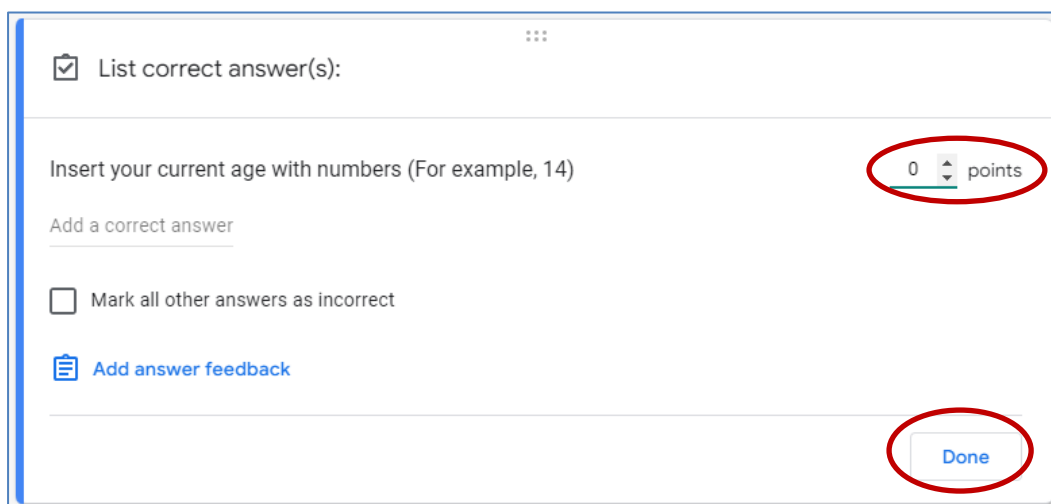 List correct answer(s):
Insert your current age with numbers (For example, 14)
0 points
Add a correct answer
Mark all other answers as incorrect
Add answer feedback
Done